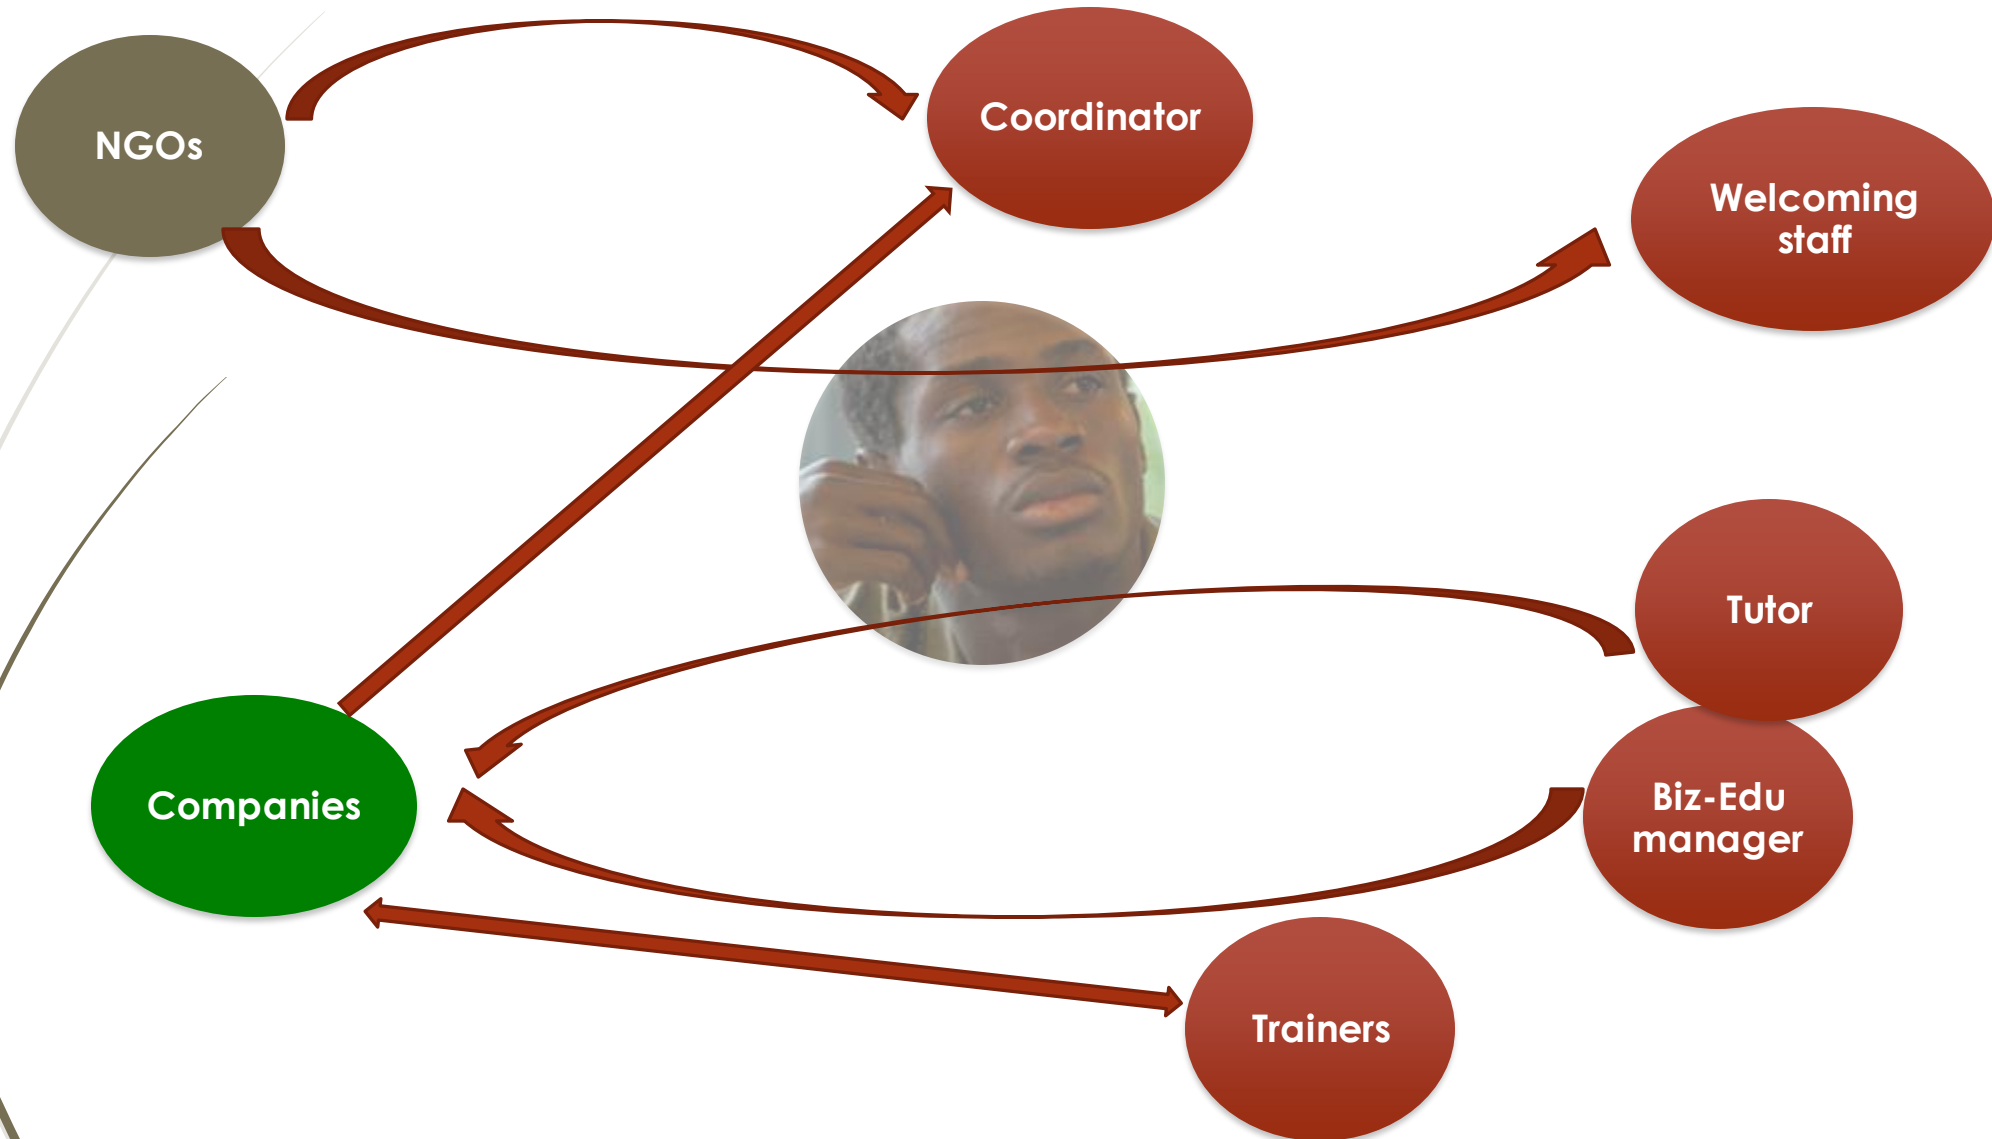 NGOs
Coordinator
Welcoming
staff
Tutor
Companies
Biz-Edu
manager
Trainers